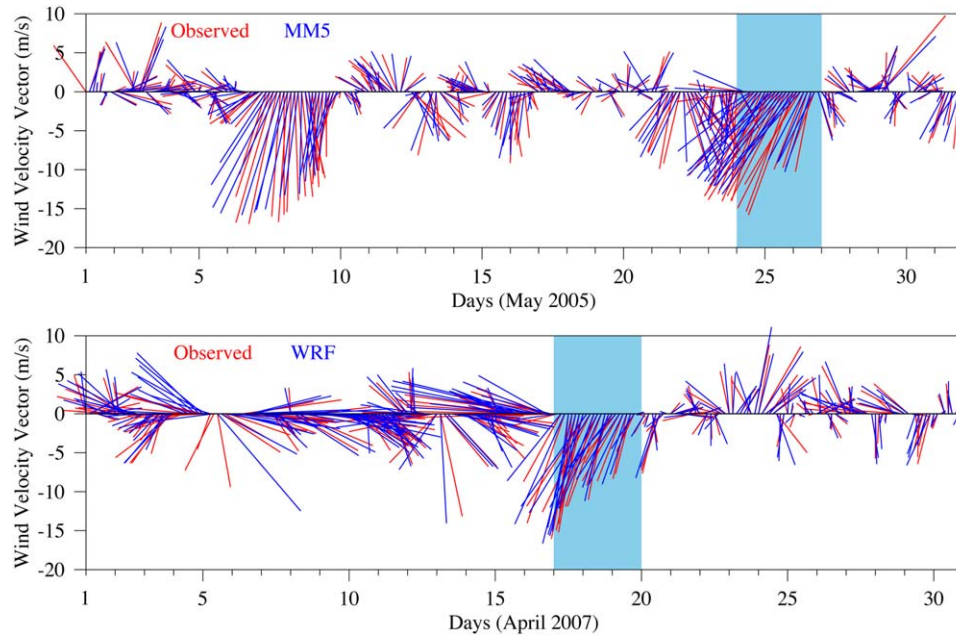 Wind Velocity Vector (m/s)
10
5
0
-5
-10
-15
-20
Observed MM5
1 5 10 15 20 25 30
Days (May 2005)
Wind Velocity Vector (m/s)
10
5
0
-5
-10
-15
-20
Observed WRF
1 5 10 15 20 25 30
Days (April 2007)